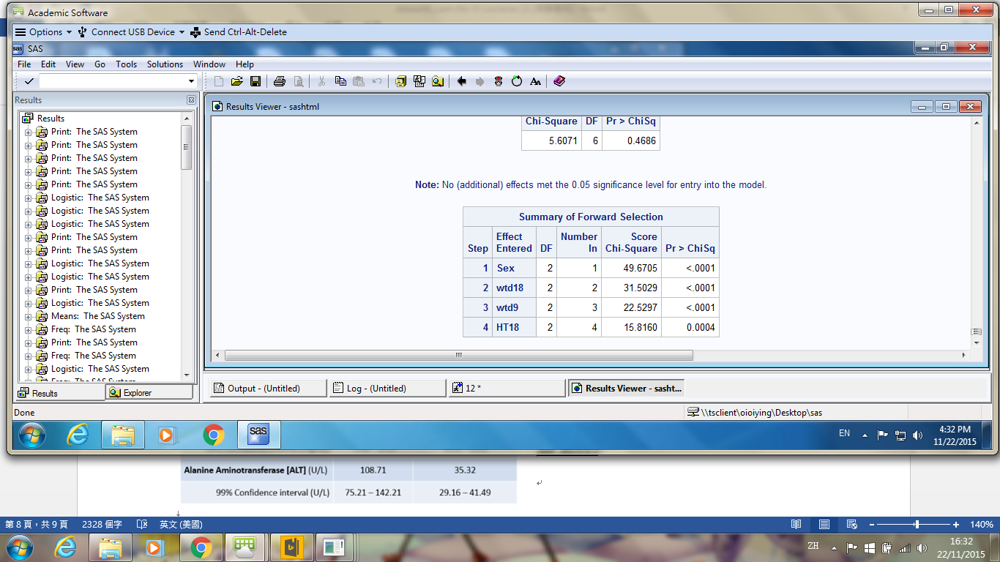 Academic Software
Options Connect USB Device Send Ctrl-Alt-Delete
SAS
File Edit View Go Tools Solutions Window Help
Results
Results
Print: The SAS System
Print: The SAS System
Print: The SAS System
Print: The SAS System
Print: The SAS System
Logistic: The SAS System
Logistic: The SAS System
Logistic: The SAS System
Print: The SAS System
Print: The SAS System
Logistic: The SAS System
Logistic: The SAS System
Print: The SAS System
Logistic: The SAS System
Means: The SAS System
Freq: The SAS System
Print: The SAS System
Freq: The SAS System
Logistic: The SAS System
Freq: The SAS System
Results Explorer
Results Viewer - sashtml
Chi-Square DF Pr > ChiSq
5.6071 6 0.4686
Note: No (additional) effects met the 0.05 significance level for entry into the model.
Summary of Forward Selection
Step Effect Entered DF Number In Score Chi-Square Pr > ChiSq
1 Sex 2 1 49.6705 <.0001
2 wtd18 2 2 31.5029 <.0001
3 wtd9 2 3 22.5297 <.0001
4 HT18 2 4 15.8160 0.0004
Output - (Untitled) Log - (Untitled) 12 * Results Viewer - sasht...
Done \\tsclient\oioiying\Desktop\sas
EN 4:32 PM
11/22/2015
Alanine Aminotransferase [ALT] (U/L) 108.71 35.32
99% Confidence interval (U/L) 75.21 – 142.21 29.16 – 41.49
第 8 頁，共 9 頁 2328 個字 英文 (美國) 140%
ZH 16:32
22/11/2015